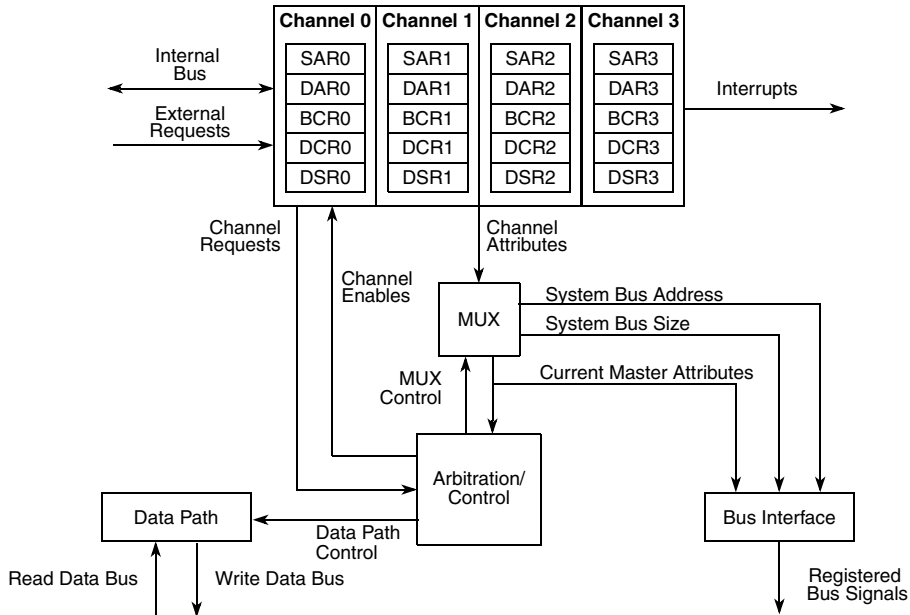 Channel 0 Channel 1 Channel 2 Channel 3
SAR0 SAR1 SAR2 SAR3
DAR0 DAR1 DAR2 DAR3
BCR0 BCR1 BCR2 BCR3
DCR0 DCR1 DCR2 DCR3
DSR0 DSR1 DSR2 DSR3
Internal
Bus
External
Requests
Interrupts
Channel
Requests
Channel
Enables
Channel
Attributes
MUX
System Bus Address
System Bus Size
Current Master Attributes
MUX
Control
Arbitration/
Control
Data Path
Data Path
Control
Bus Interface
Read Data Bus
Write Data Bus
Registered
Bus Signals